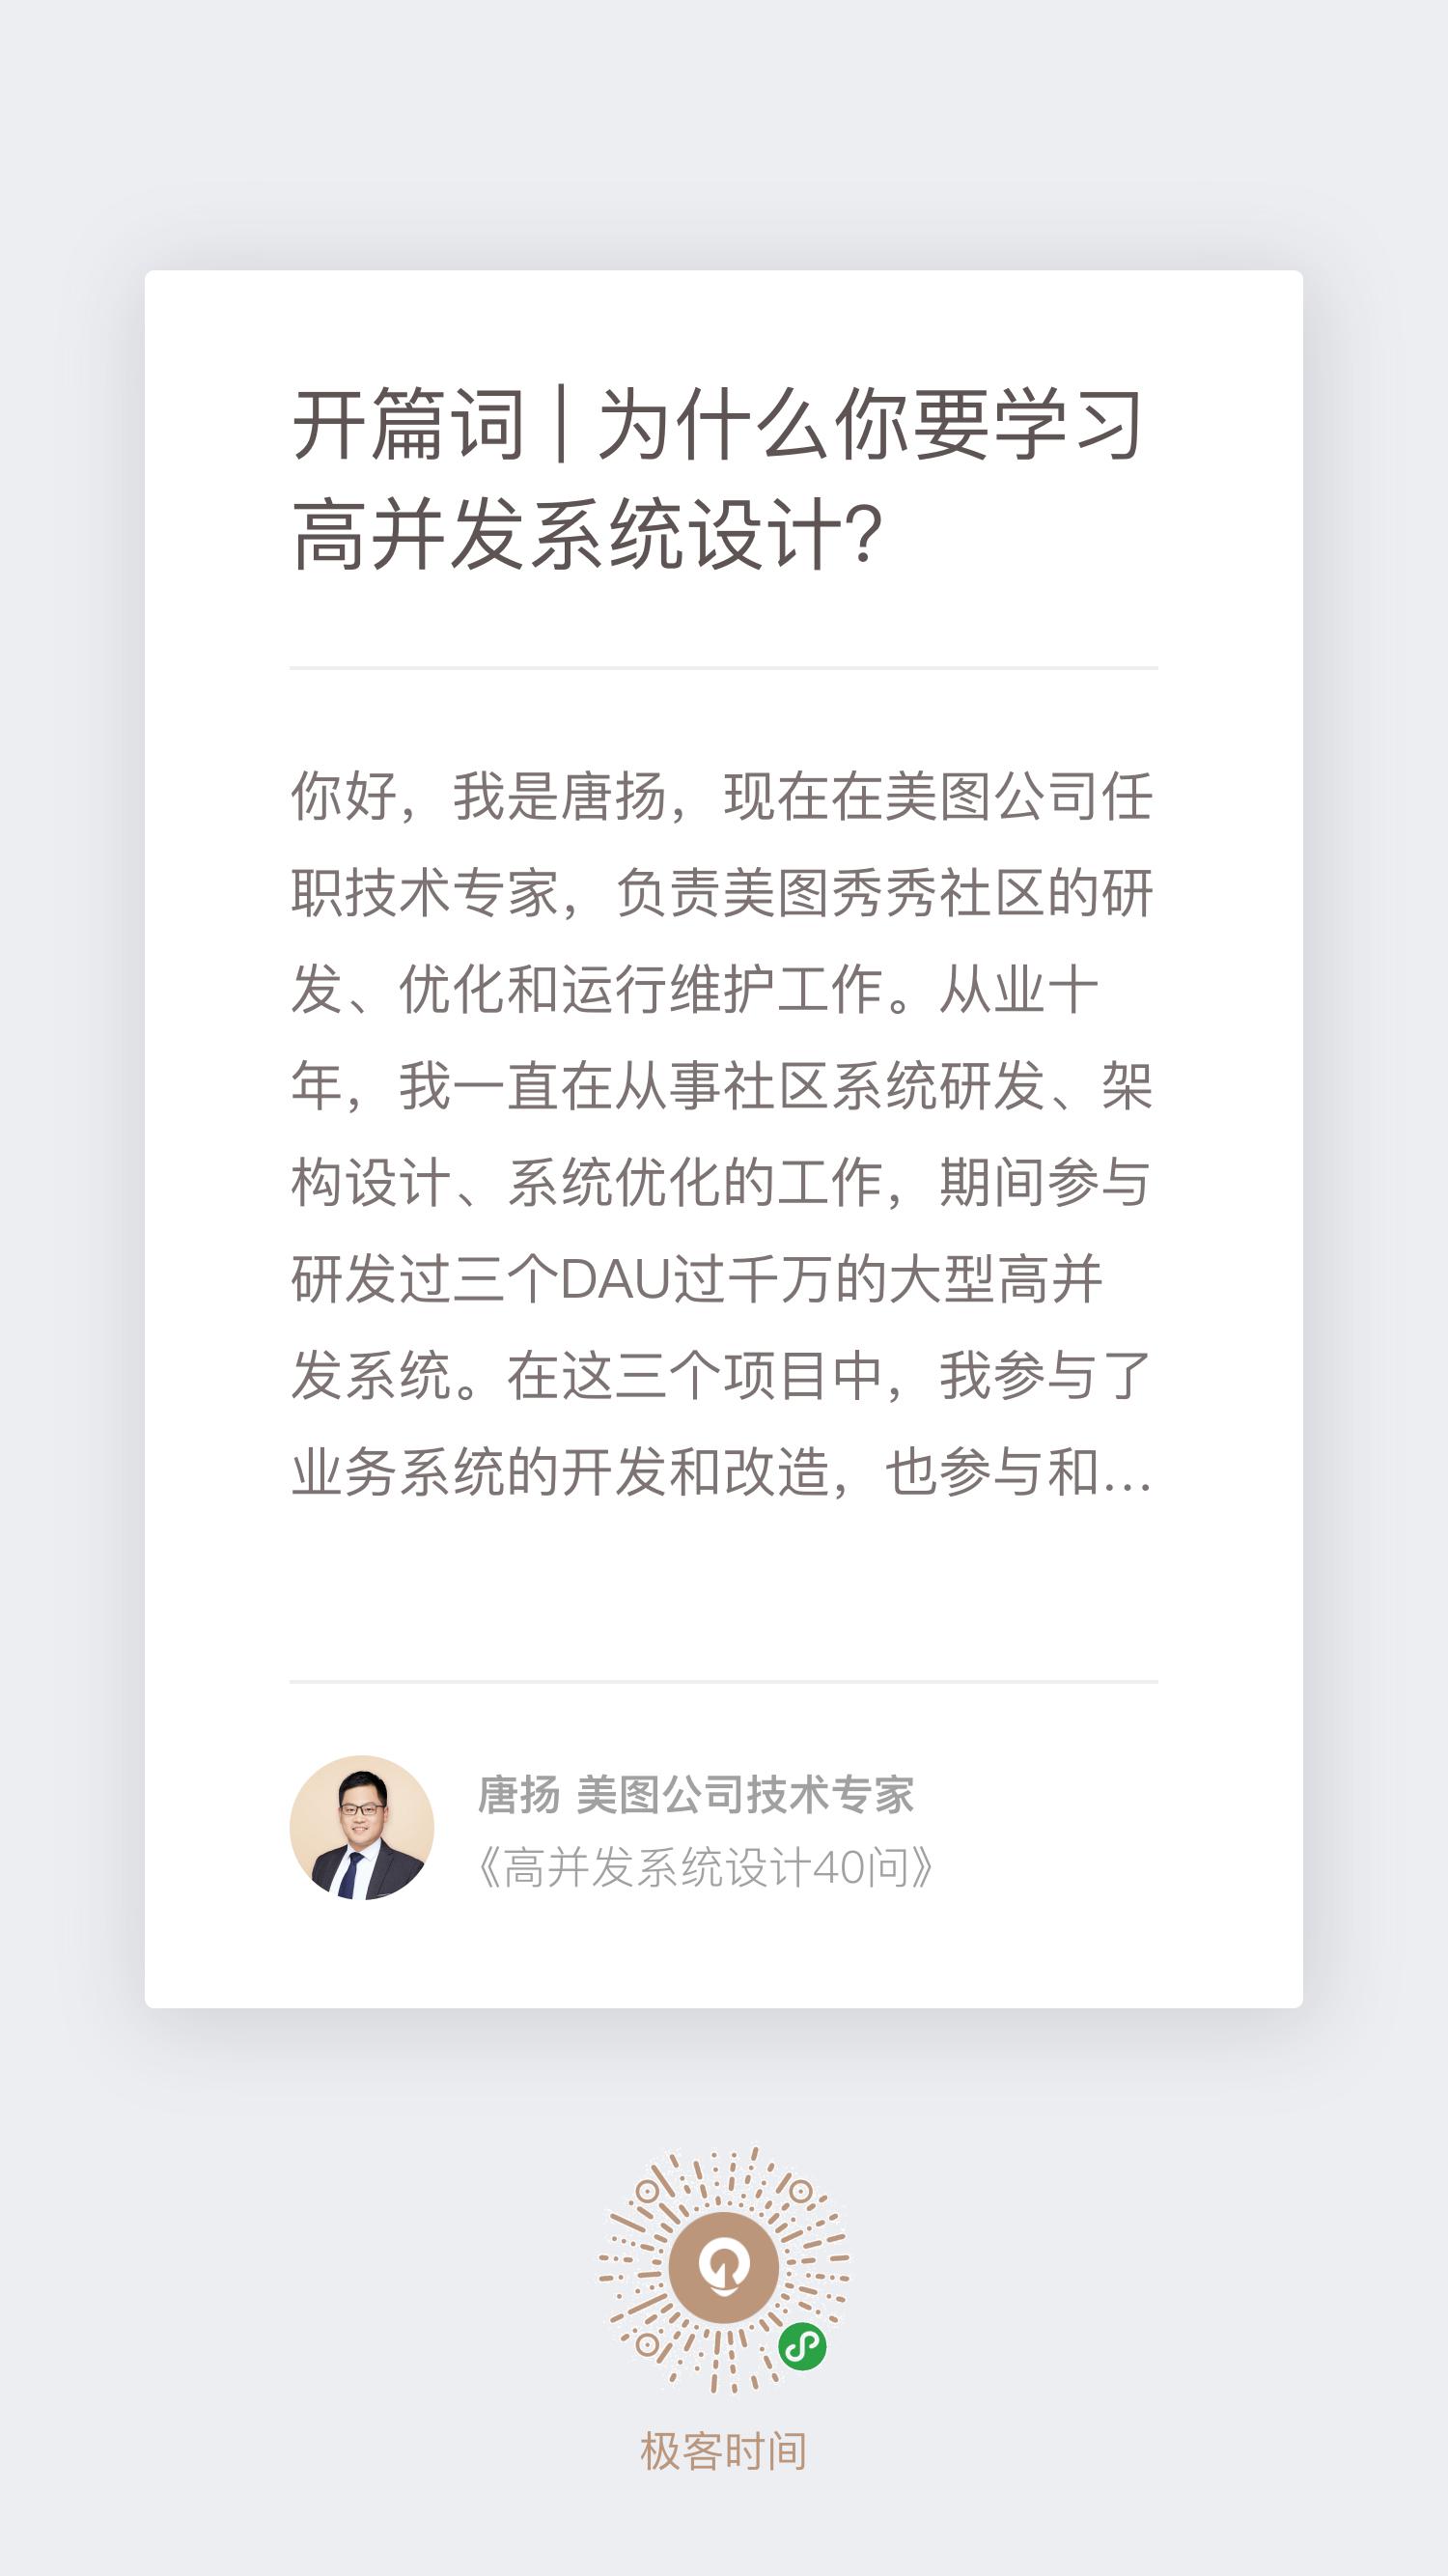 开篇词 | 为什么你要学习
高并发系统设计?
你好，我是唐扬，现在在美图公司任
职技术专家，负责美图秀秀社区的研
发、优化和运行维护工作。从业十
年，我一直在从事社区系统研发、架
构设计、系统优化的工作，期间参与
研发过三个DAU过千万的大型高并
发系统。在这三个项目中，我参与了
业务系统的开发和改造，也参与和...
唐扬 美图公司技术专家
《高并发系统设计40问》
极客时间